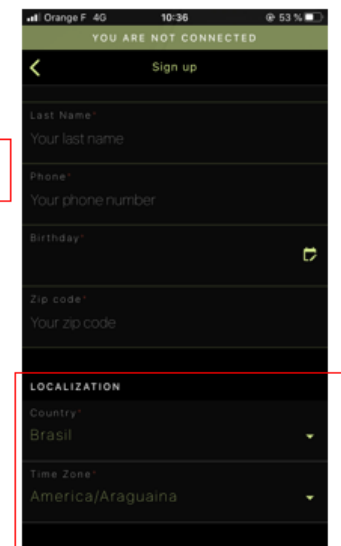 Orange F 4G 10:36 53 %
YOU ARE NOT CONNECTED
Sign up
Last Name*
Your last name
Phone*
Your phone number
Birthday*
Zip code*
Your zip code
LOCALIZATION
Country*
Brasil
Time Zone*
America/Araguaina